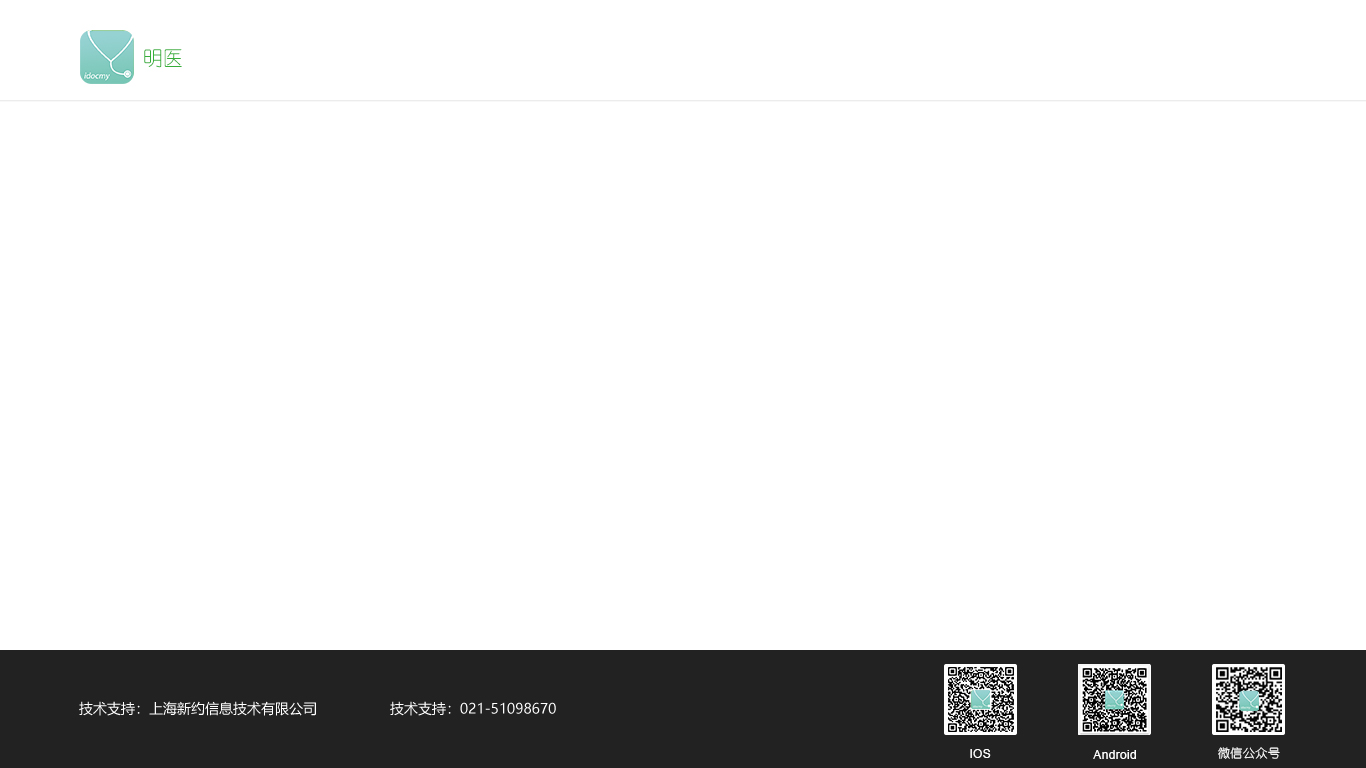 idocmy
明医
技术支持：上海新约信息技术有限公司
技术支持：021-51098670
IOS
Android
微信公众号